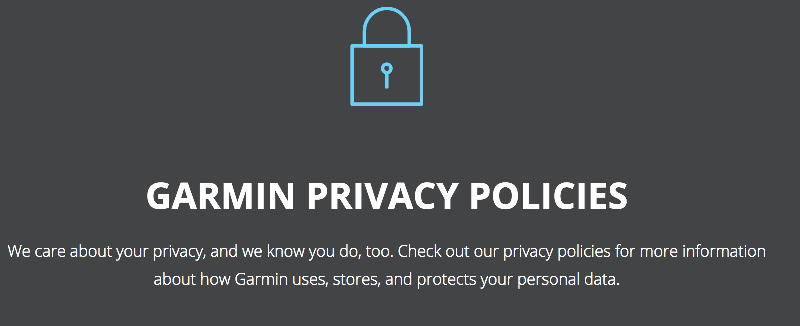 GARMIN PRIVACY POLICIES
We care about your privacy, and we know you do, too. Check out our privacy policies for more information
about how Garmin uses, stores, and protects your personal data.